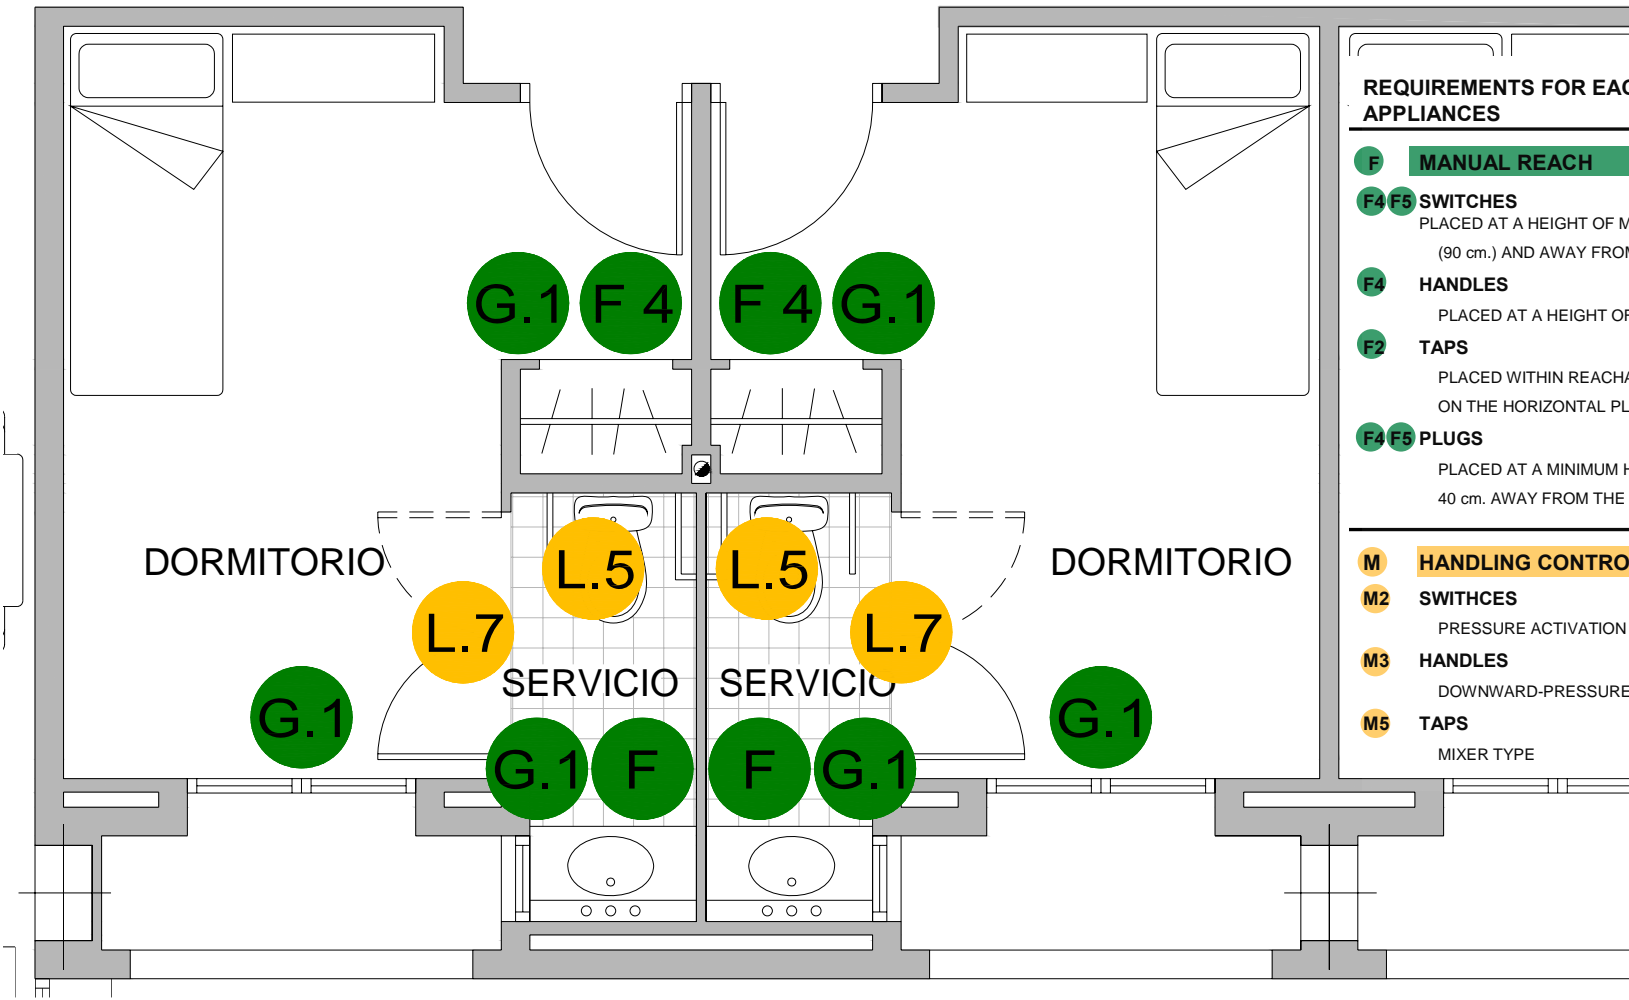 G.1 F 4 F 4 G.1
L.5 L.5
DORMITORIO DORMITORIO
L.7 L.7
SERVICIO SERVICIO
G.1 G.1
G.1 F F G.1
REQUIREMENTS FOR EAC
APPLIANCES
F MANUAL REACH
F4 F5 SWITCHES
PLACED AT A HEIGHT OF M
(90 cm.) AND AWAY FROM
F4 HANDLES
PLACED AT A HEIGHT OF
F2 TAPS
PLACED WITHIN REACHA
ON THE HORIZONTAL PL
F4 F5 PLUGS
PLACED AT A MINIMUM H
40 cm. AWAY FROM THE
M HANDLING CONTRO
M2 SWITHCES
PRESSURE ACTIVATION
M3 HANDLES
DOWNWARD-PRESSURE
M5 TAPS
MIXER TYPE